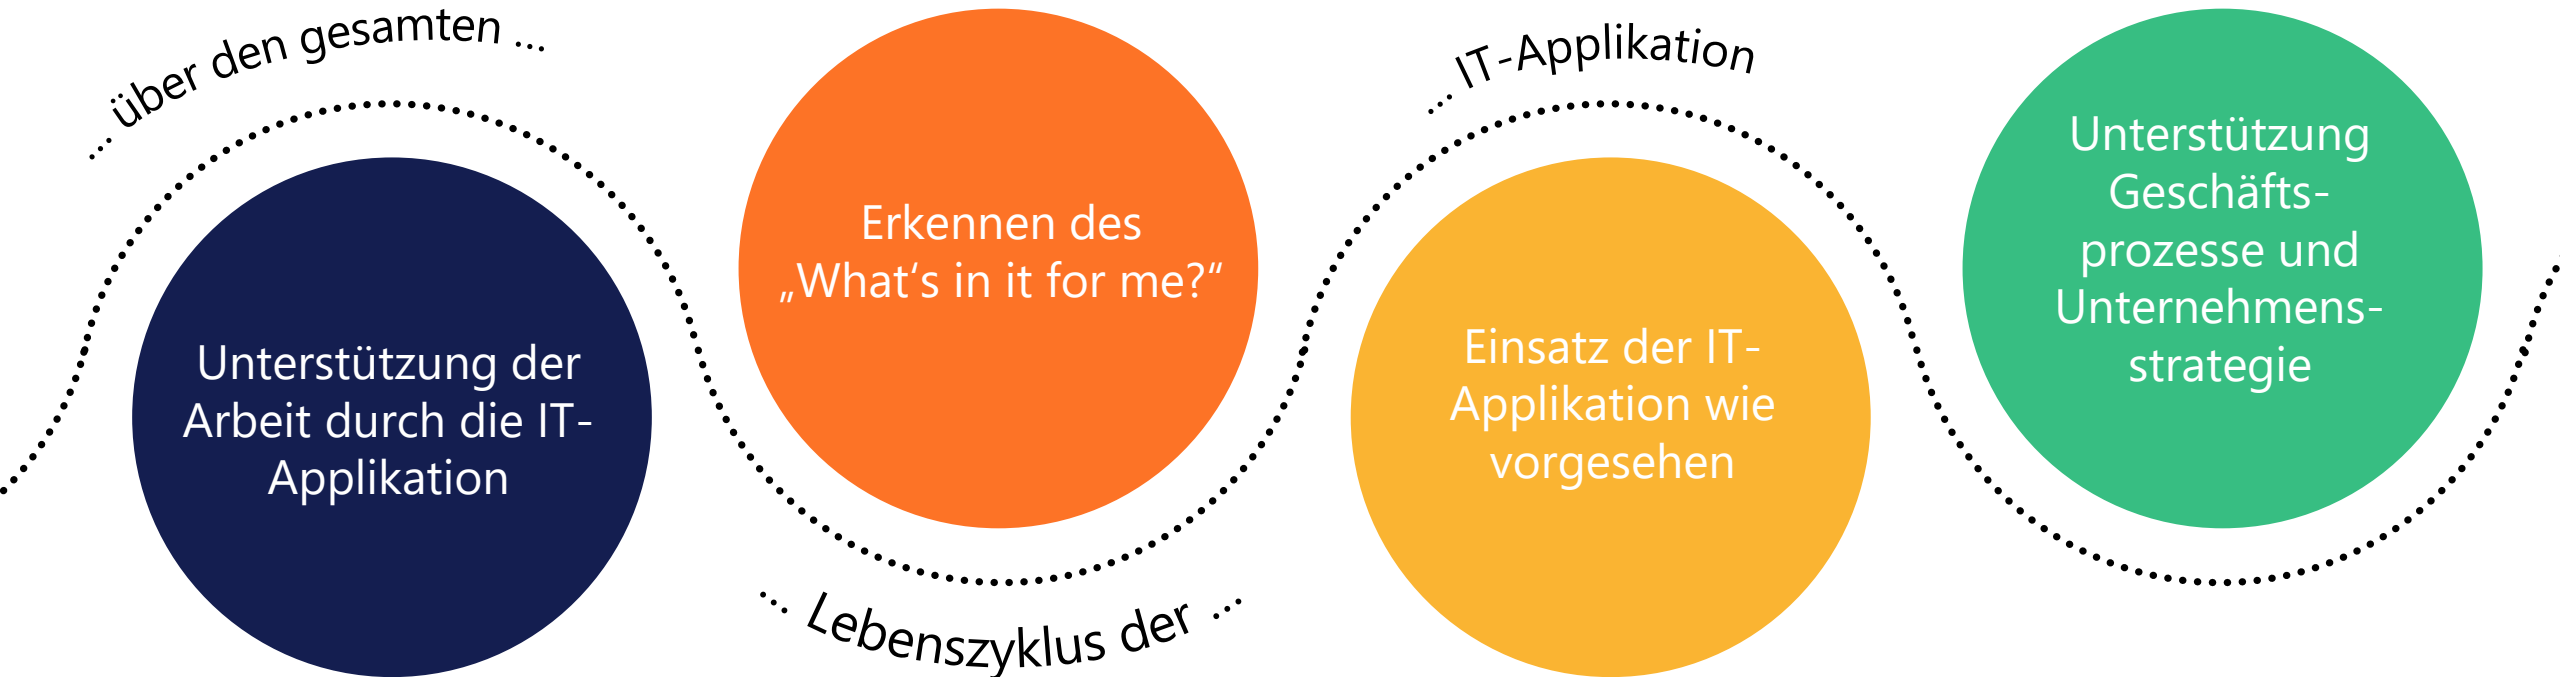 ... über den gesamten ...
Unterstützung der
Arbeit durch die IT-
Applikation
Erkennen des
„What‘s in it for me?“
... Lebenszyklus der ...
... IT-Applikation
Einsatz der IT-
Applikation wie
vorgesehen
Unterstützung
Geschäfts-
prozesse und
Unternehmens-
strategie